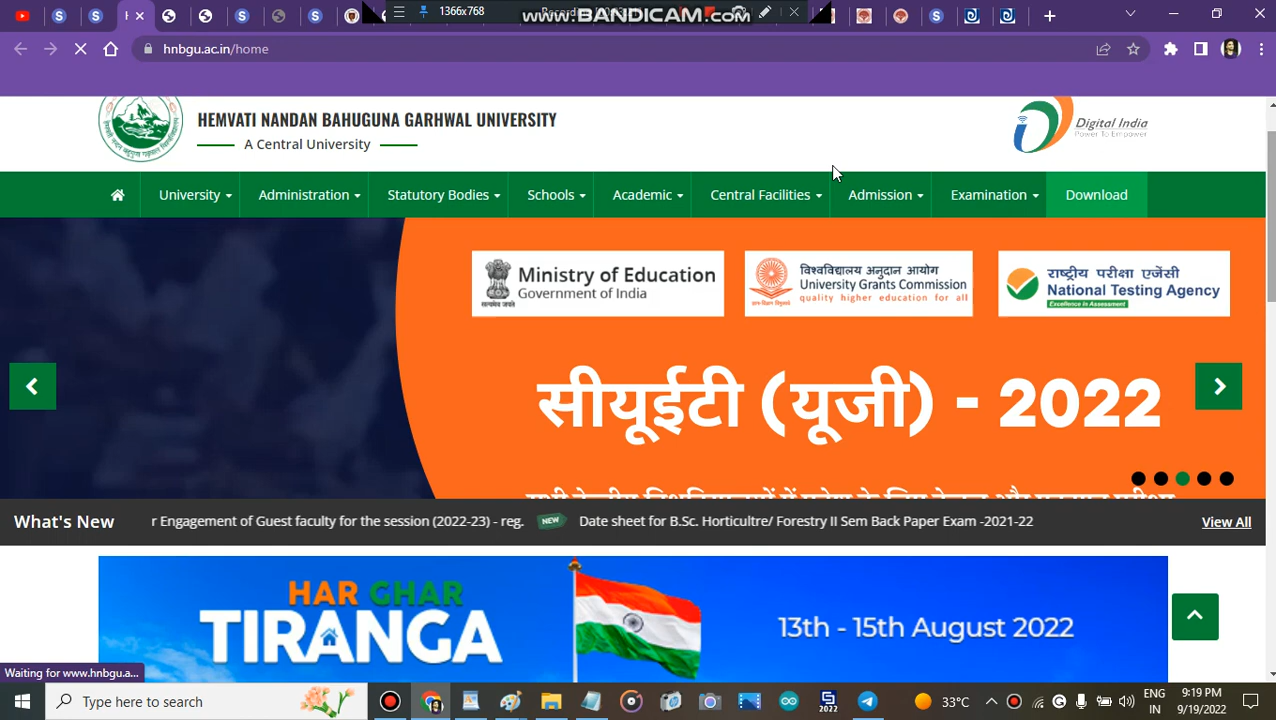 1366x768
www.BANDICAM.com
hnbgu.ac.in/home
HEMVATI NANDAN BAHUGUNA GARHWAL UNIVERSITY
A Central University
Digital India
Power To Empower
University
Administration
Statutory Bodies
Schools
Academic
Central Facilities
Admission
Examination
Download
सत्यमेव जयते
Ministry of Education
Government of India
विश्वविद्यालय अनुदान आयोग
University Grants Commission
quality higher education for all
राष्ट्रीय परीक्षा एजेंसी
National Testing Agency
Excellence in Assessment
सीयूईटी (यूजी) - 2022
What's New
r Engagement of Guest faculty for the session (2022-23) - reg.
NEW
Date sheet for B.Sc. Horticultre/ Forestry II Sem Back Paper Exam -2021-22
View All
HAR GHAR
TIRANGA
13th - 15th August 2022
Waiting for www.hnbgu.a...
Type here to search
2022
33°C
ENG
IN
9:19 PM
9/19/2022